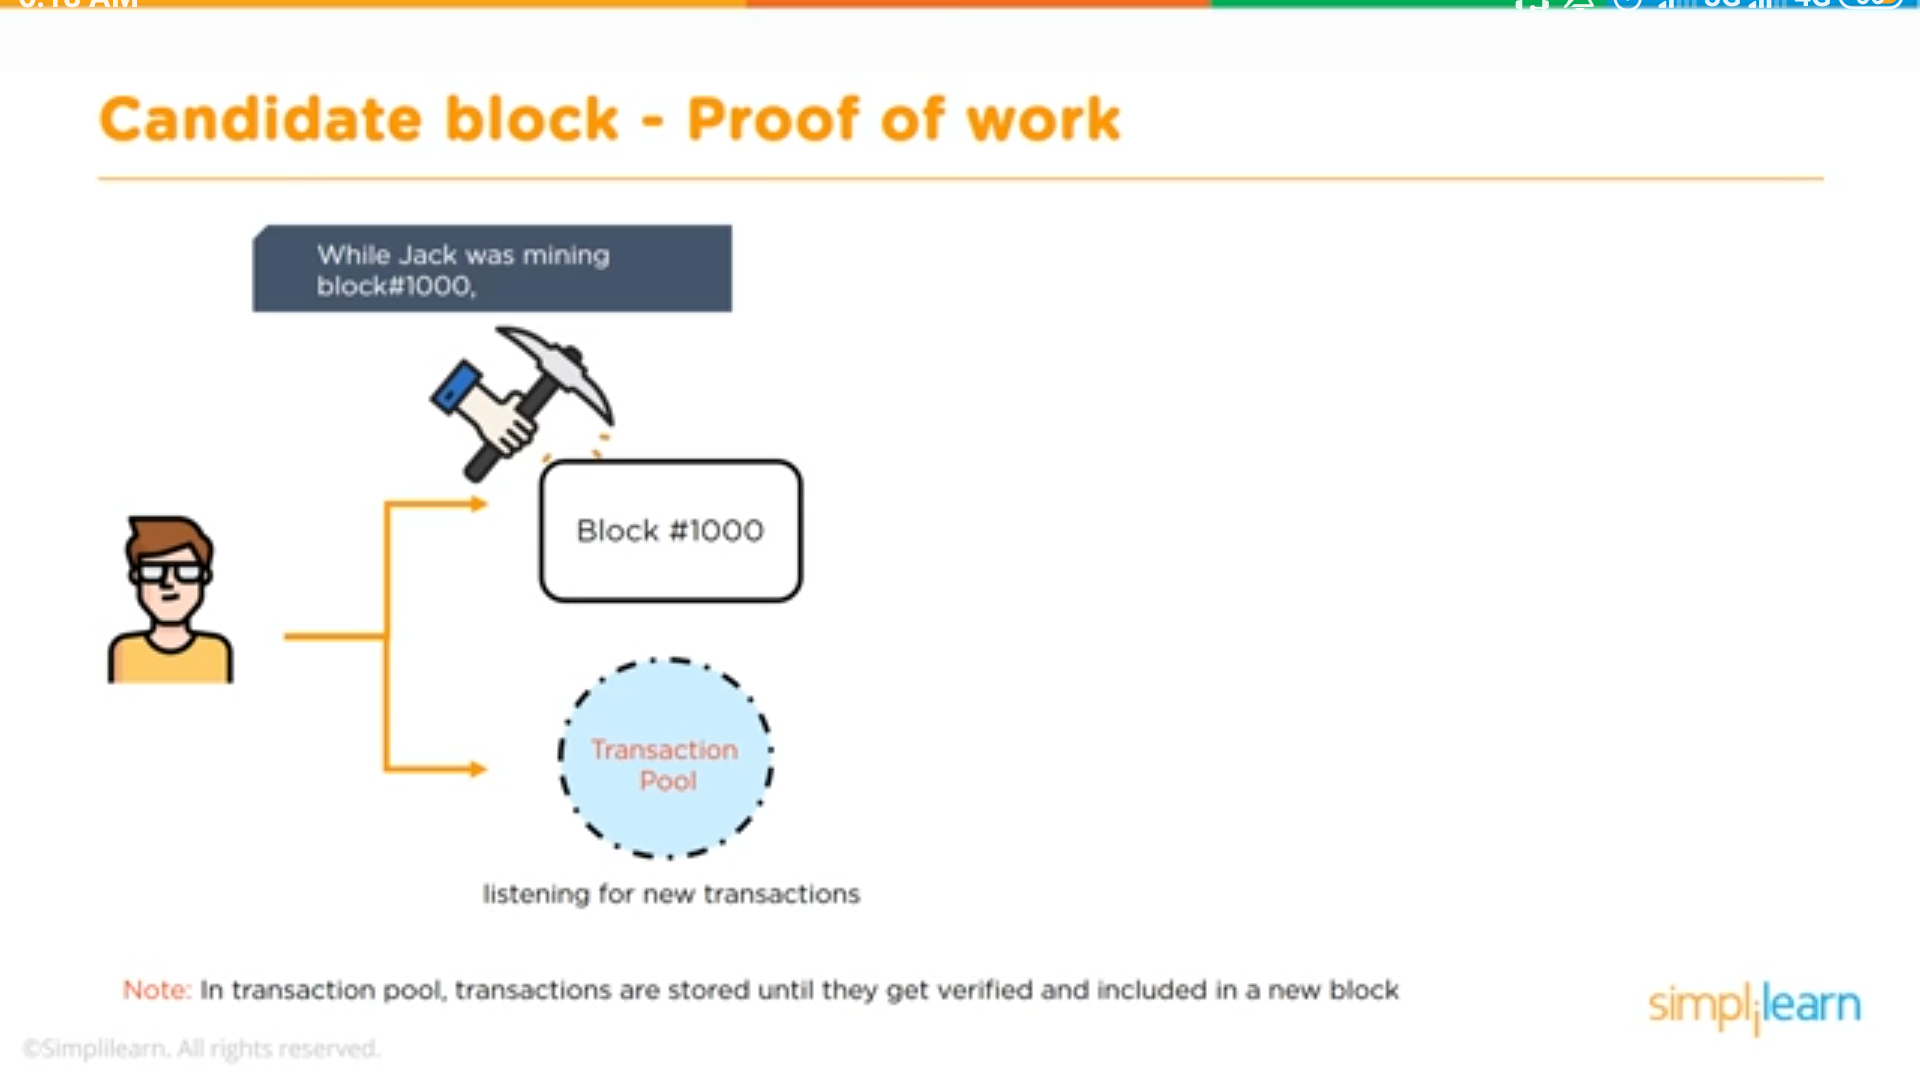 Candidate block - Proof of work
While Jack was mining
block#1000,
Block #1000
Transaction
Pool
listening for new transactions
Note: In transaction pool, transactions are stored until they get verified and included in a new block
simplilearn
©Simplilearn. All rights reserved.